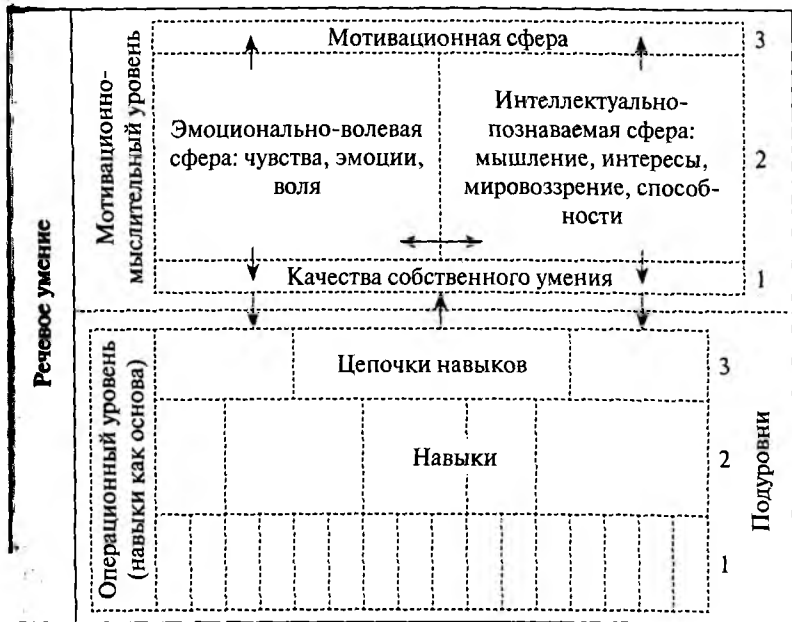 Речевое умение
Мотивационно-
мыслительный уровень
Мотивационная сфера
3
Эмоционально-волевая
сфера: чувства, эмоции,
воля
Интеллектуально-
познаваемая сфера:
мышление, интересы,
мировоззрение, способ-
ности
2
Качества собственного умения
1
Операционный уровень
(навыки как основа)
Цепочки навыков
3
Навыки
2
1
Подуровни